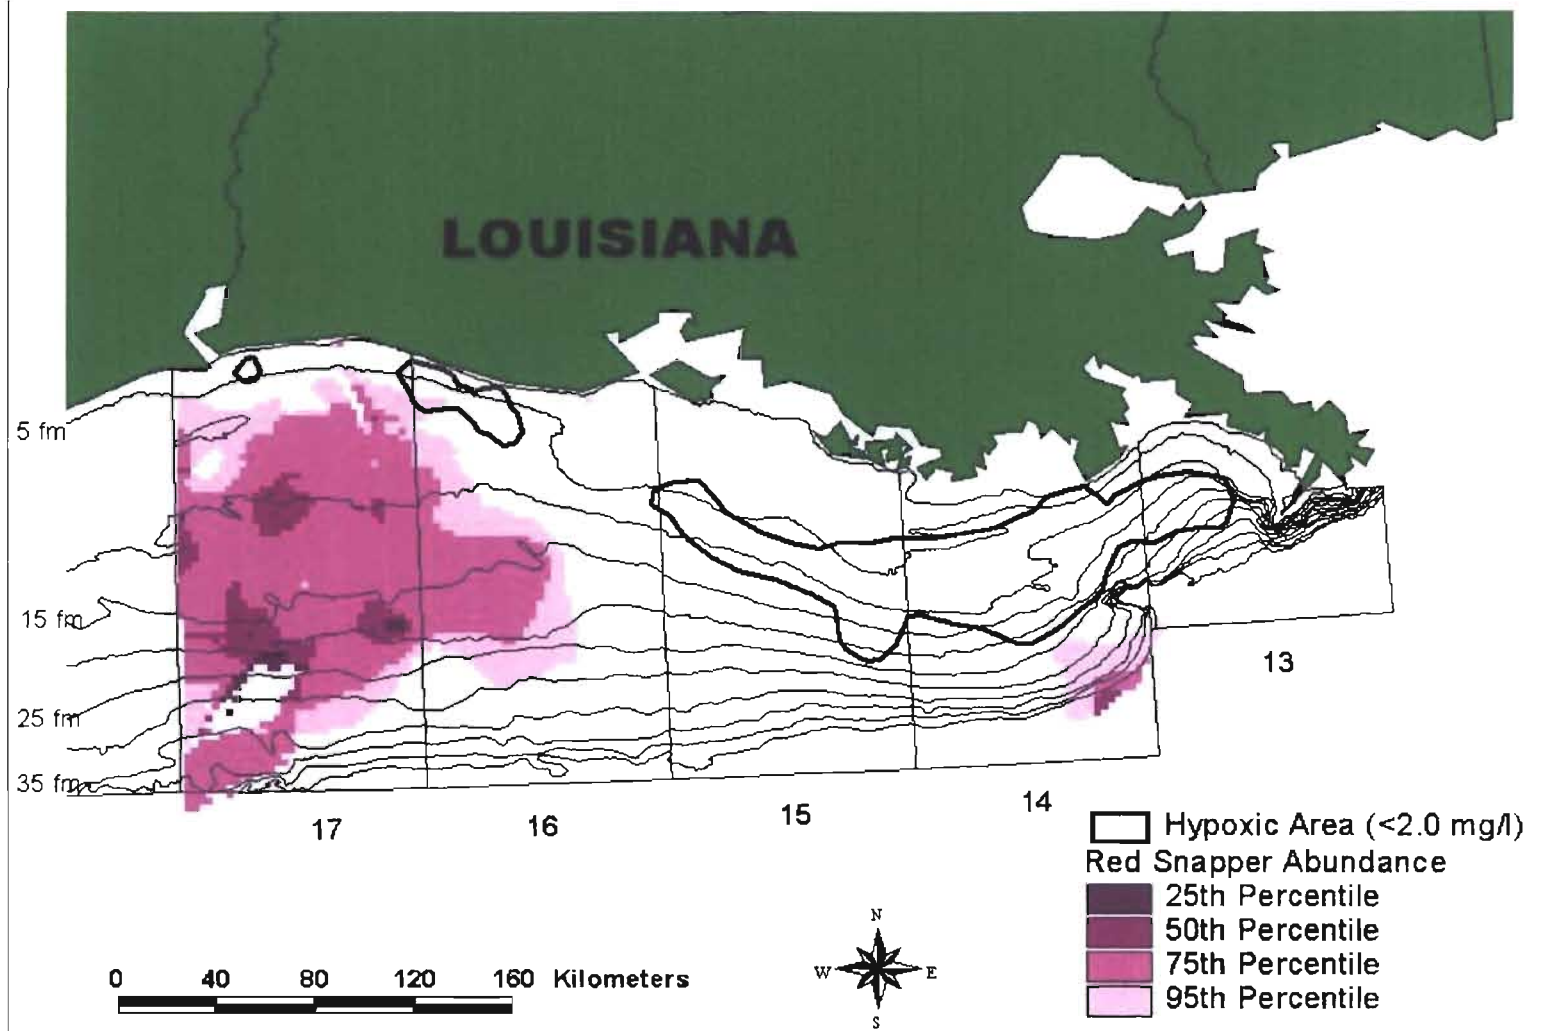 LOUISIANA
5 fm
15 fm
25 fm
35 fm
13
14
15
16
17
Hypoxic Area (<2.0 mg/l)
Red Snapper Abundance
25th Percentile
50th Percentile
75th Percentile
95th Percentile
N
W E
S
0 40 80 120 160 Kilometers